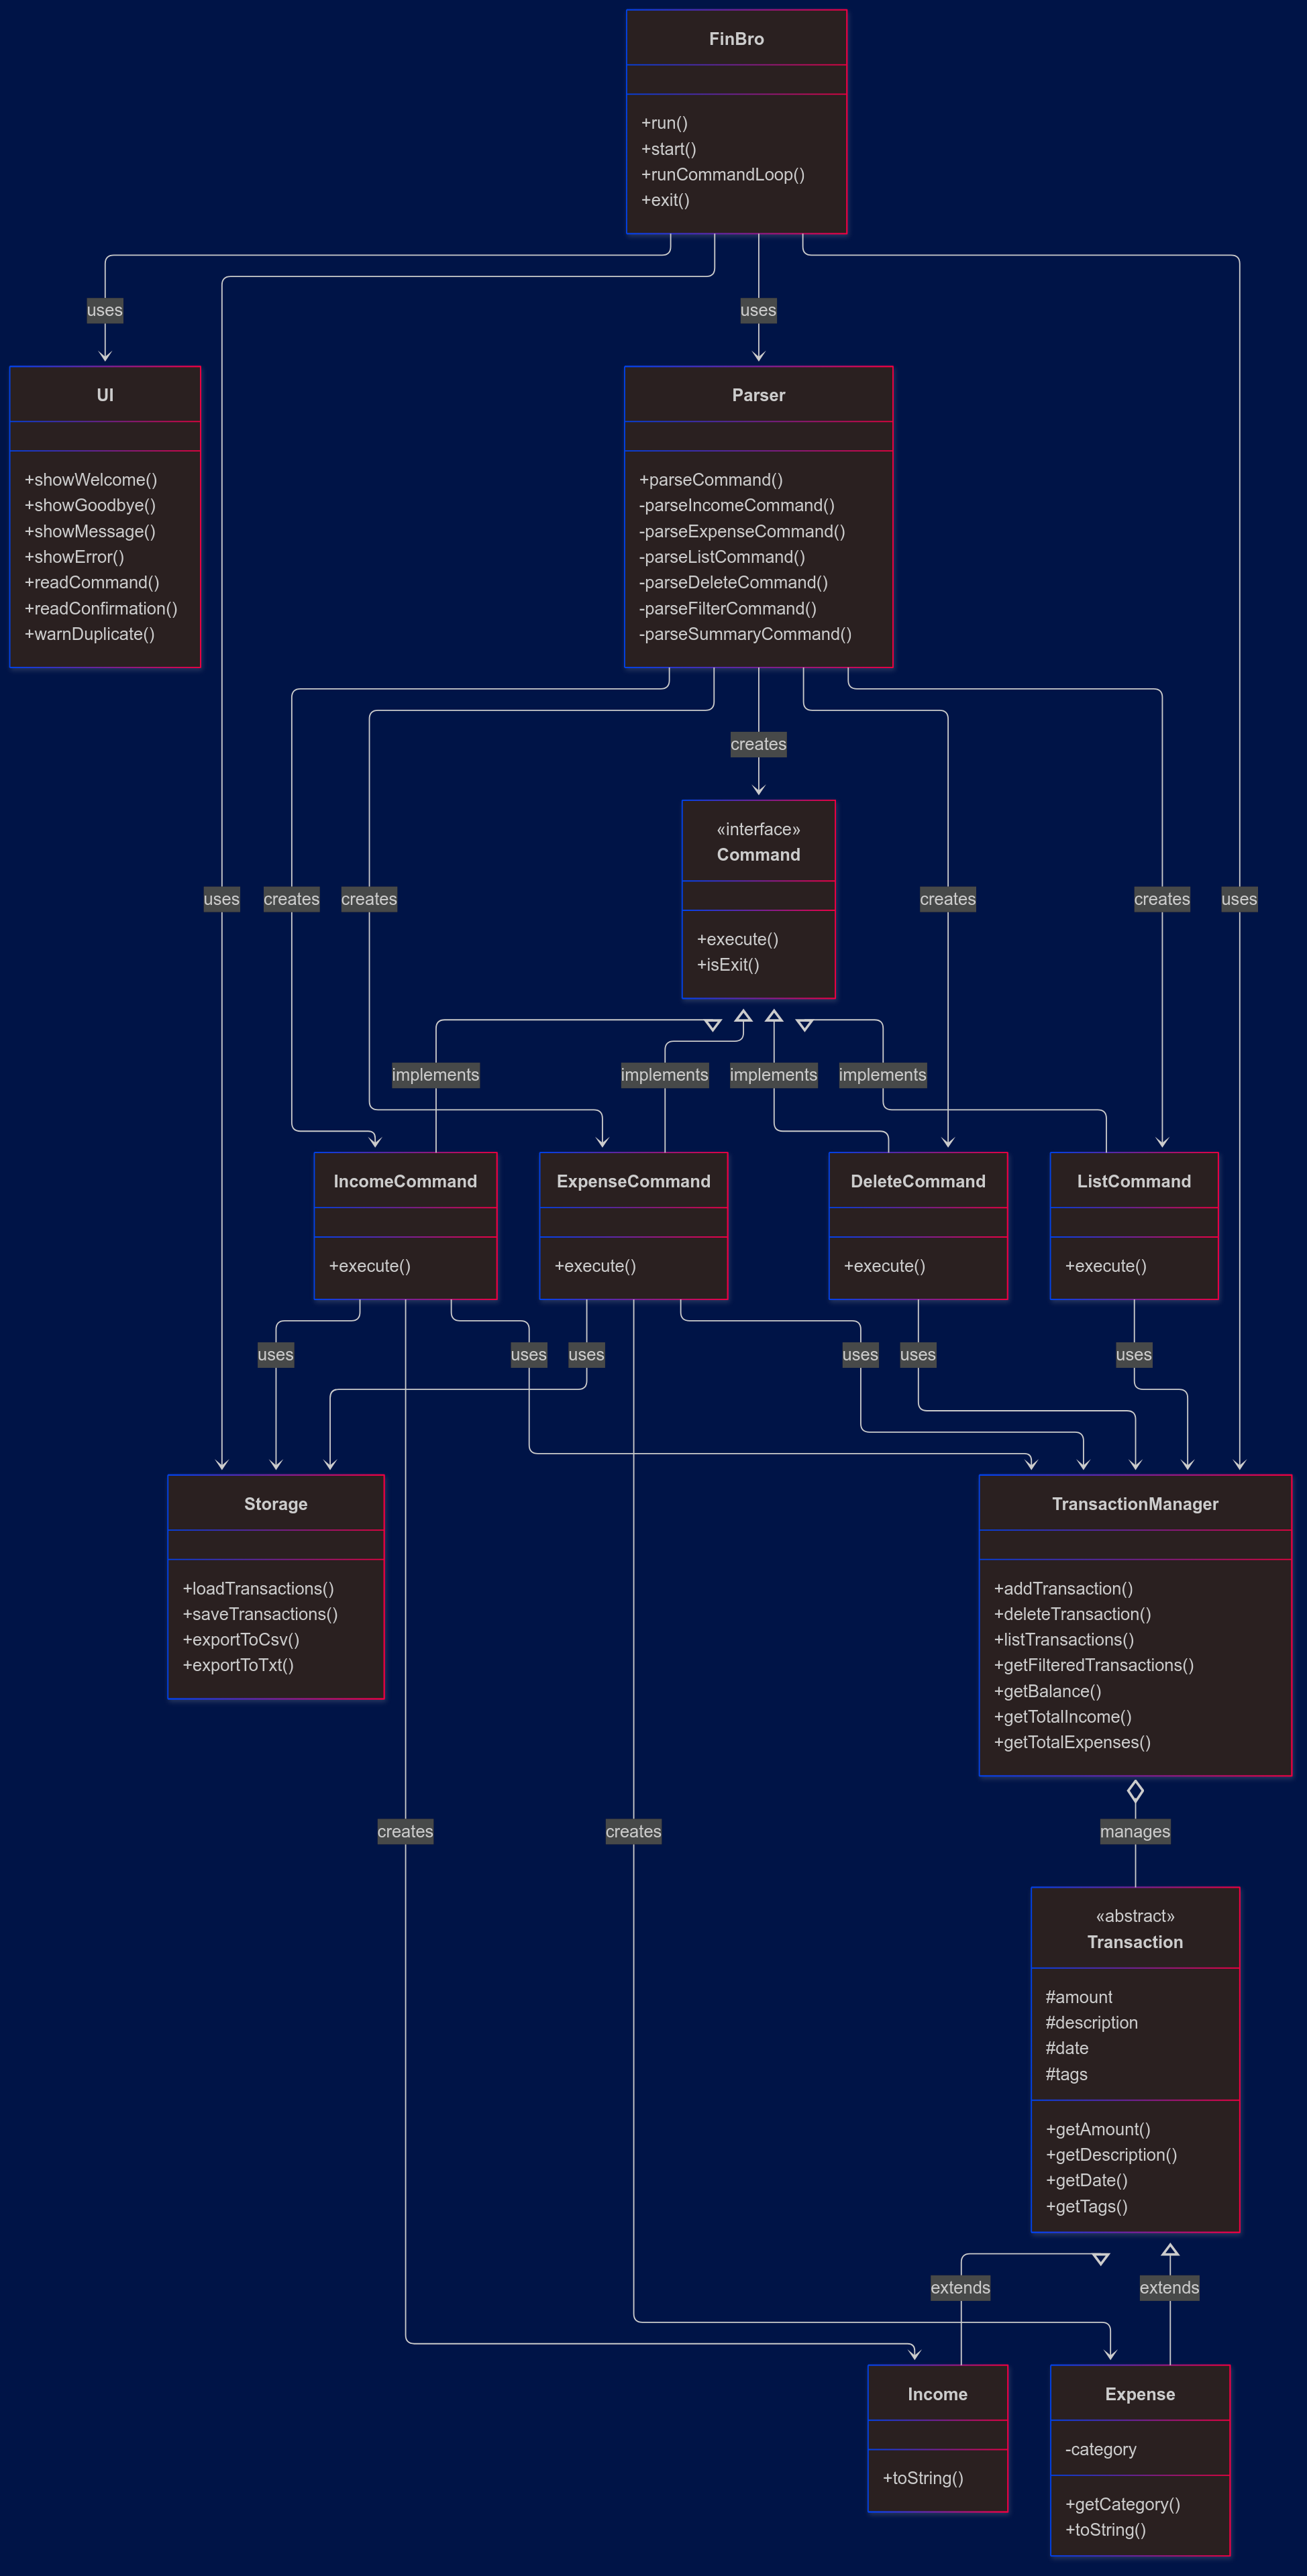 FinBro
+run()
+start()
+runCommandLoop()
+exit()
uses
uses
UI
+showWelcome()
+showGoodbye()
+showMessage()
+showError()
+readCommand()
+readConfirmation()
+warnDuplicate()
Parser
+parseCommand()
-parseIncomeCommand()
-parseExpenseCommand()
-parseListCommand()
-parseDeleteCommand()
-parseFilterCommand()
-parseSummaryCommand()
creates
«interface»
Command
+execute()
+isExit()
uses
creates
creates
creates
creates
uses
implements
implements
implements
implements
IncomeCommand
+execute()
ExpenseCommand
+execute()
DeleteCommand
+execute()
ListCommand
+execute()
uses
uses
uses
uses
uses
uses
Storage
+loadTransactions()
+saveTransactions()
+exportToCsv()
+exportToTxt()
TransactionManager
+addTransaction()
+deleteTransaction()
+listTransactions()
+getFilteredTransactions()
+getBalance()
+getTotalIncome()
+getTotalExpenses()
creates
creates
manages
«abstract»
Transaction
#amount
#description
#date
#tags
+getAmount()
+getDescription()
+getDate()
+getTags()
extends
extends
Income
+toString()
Expense
-category
+getCategory()
+toString()